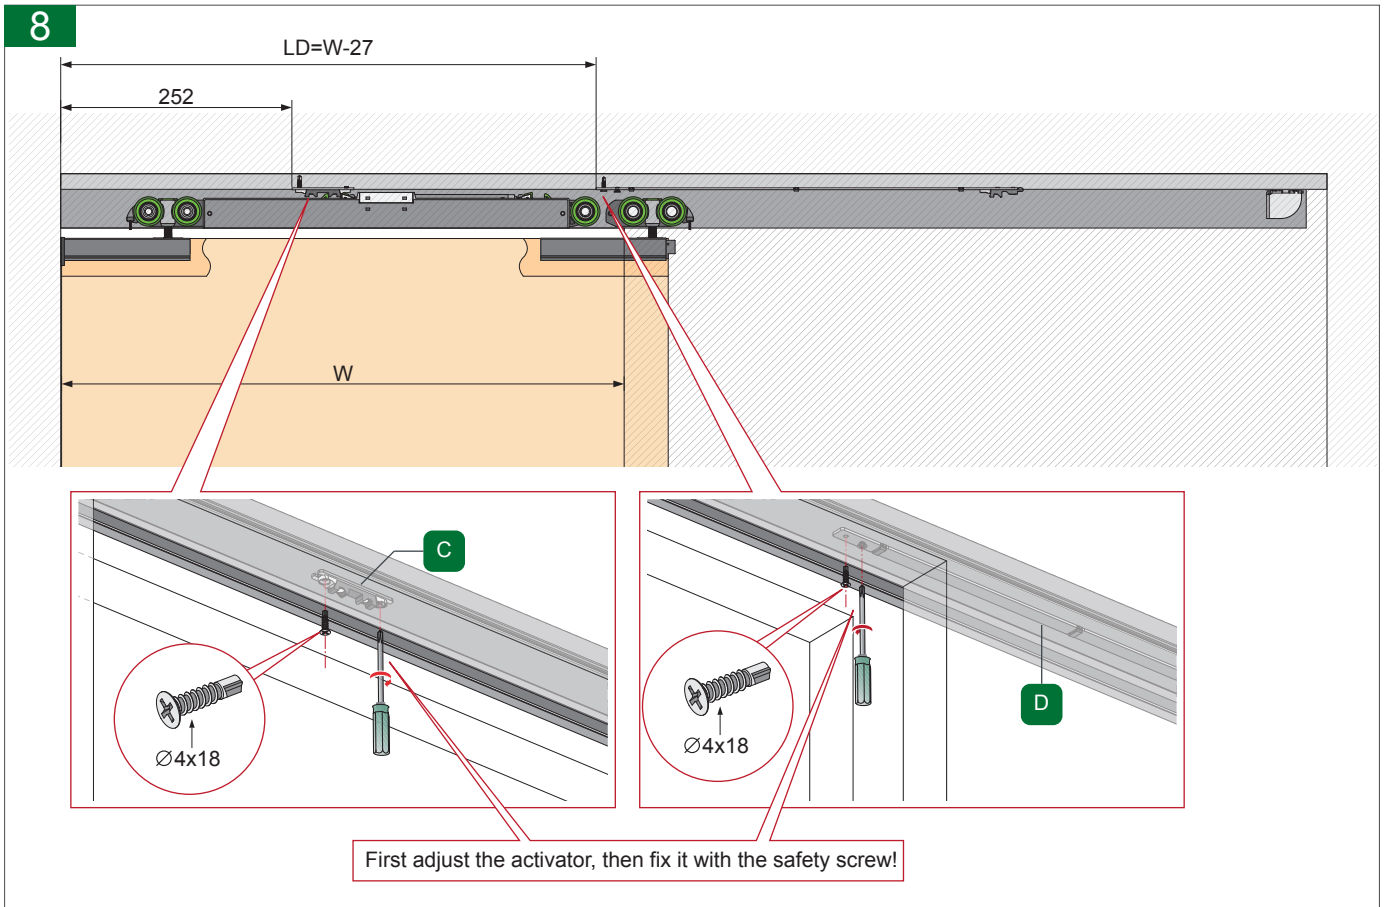 8
LD=W-27
252
W
C
∅4x18
D
∅4x18
First adjust the activator, then fix it with the safety screw!